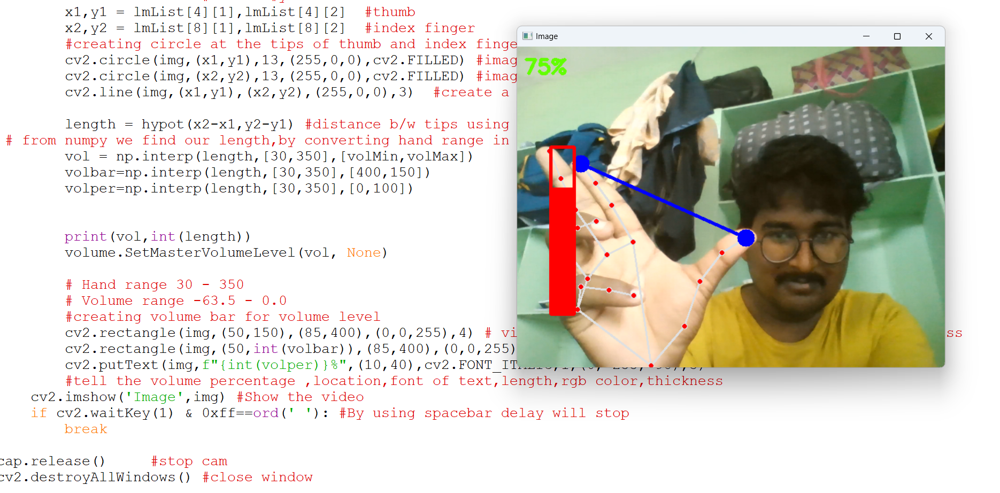 x1,y1 = lmList[4][1],lmList[4][2]  #thumb
x2,y2 = lmList[8][1],lmList[8][2]  #index finger
#creating circle at the tips of thumb and index finge
cv2.circle(img,(x1,y1),13,(255,0,0),cv2.FILLED) #imag
cv2.circle(img,(x2,y2),13,(255,0,0),cv2.FILLED) #imag
cv2.line(img,(x1,y1),(x2,y2),(255,0,0),3)  #create a
length = hypot(x2-x1,y2-y1) #distance b/w tips using
# from numpy we find our length,by converting hand range in
vol = np.interp(length,[30,350],[volMin,volMax])
volbar=np.interp(length,[30,350],[400,150])
volper=np.interp(length,[30,350],[0,100])
print(vol,int(length))
volume.SetMasterVolumeLevel(vol, None)
# Hand range 30 - 350
# Volume range -63.5 - 0.0
#creating volume bar for volume level
cv2.rectangle(img,(50,150),(85,400),(0,0,255),4) # vi ss
cv2.rectangle(img,(50,int(volbar)),(85,400),(0,0,255)
cv2.putText(img,f"{int(volper)}%",(10,40),cv2.FONT_ITALIC
#tell the volume percentage ,location,font of text,length,rgb color,thickness
cv2.imshow('Image',img) #Show the video
if cv2.waitKey(1) & 0xff==ord(' '): #By using spacebar delay will stop
break
cap.release()     #stop cam
cv2.destroyAllWindows() #close window
Image
75%